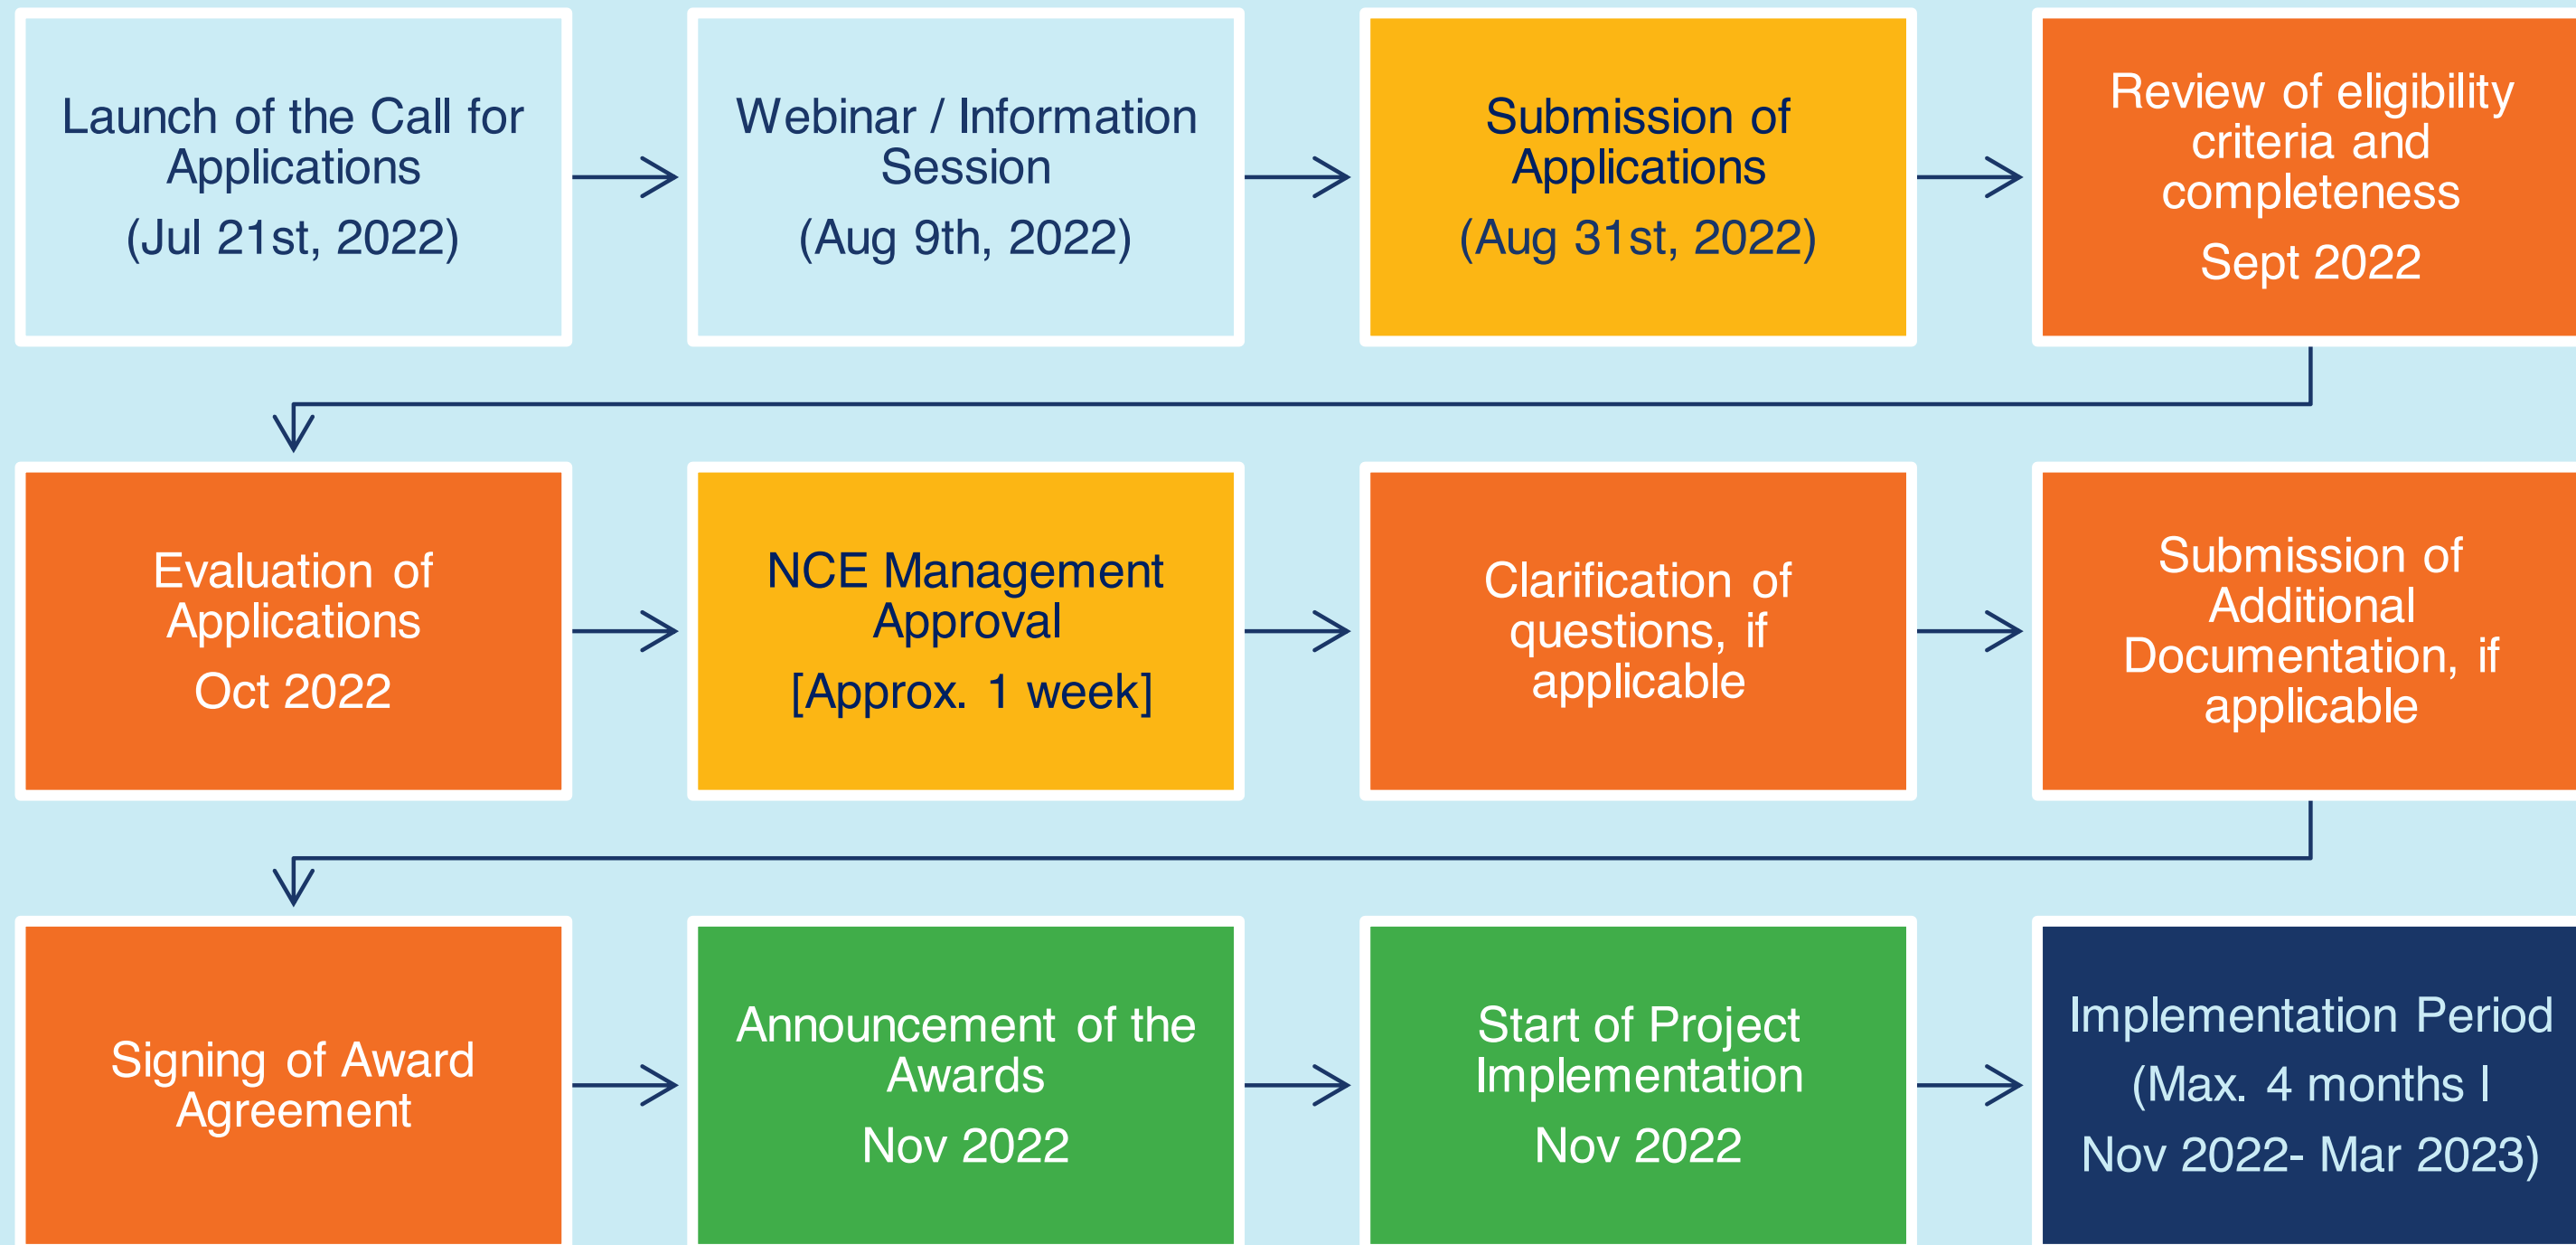 Launch of the Call for
Applications
(Jul 21st, 2022)
Webinar / Information
Session
(Aug 9th, 2022)
Submission of
Applications
(Aug 31st, 2022)
Review of eligibility
criteria and
completeness
Sept 2022
Evaluation of
Applications
Oct 2022
NCE Management
Approval
[Approx. 1 week]
Clarification of
questions, if
applicable
Submission of
Additional
Documentation, if
applicable
Signing of Award
Agreement
Announcement of the
Awards
Nov 2022
Start of Project
Implementation
Nov 2022
Implementation Period
(Max. 4 months |
Nov 2022- Mar 2023)